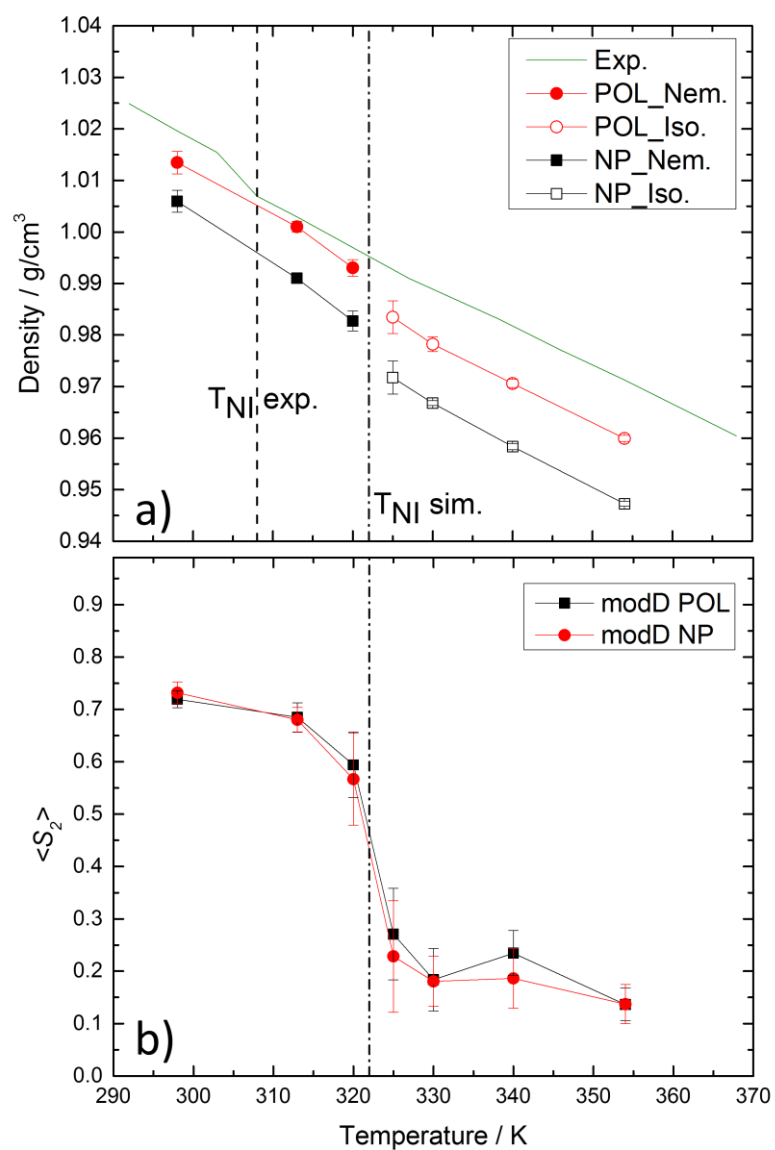 1.04
1.03
1.02
1.01
1.00
0.99
0.98
0.97
0.96
0.95
0.94
Density / g/cm³
Exp.
POL_Nem.
POL_Iso.
NP_Nem.
NP_Iso.
T_NI exp.
T_NI sim.
a)
0.9
0.8
0.7
0.6
0.5
0.4
0.3
0.2
0.1
0.0
<S₂>
modD POL
modD NP
b)
290 300 310 320 330 340 350 360 370
Temperature / K